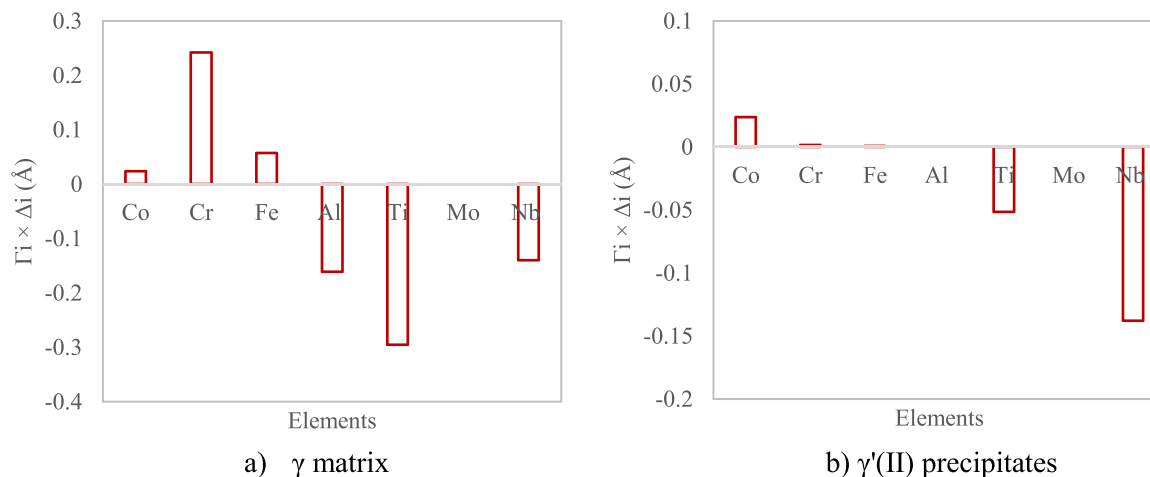 0.3
0.2
0.1
0
-0.1
-0.2
-0.3
-0.4
Γi × Δi (Å)
Co Cr Fe Al Ti Mo Nb
Elements
a) γ matrix
0.1
0.05
0
-0.05
-0.1
-0.15
-0.2
Γi × Δi (Å)
Co Cr Fe Al Ti Mo Nb
Elements
b) γ'(II) precipitates